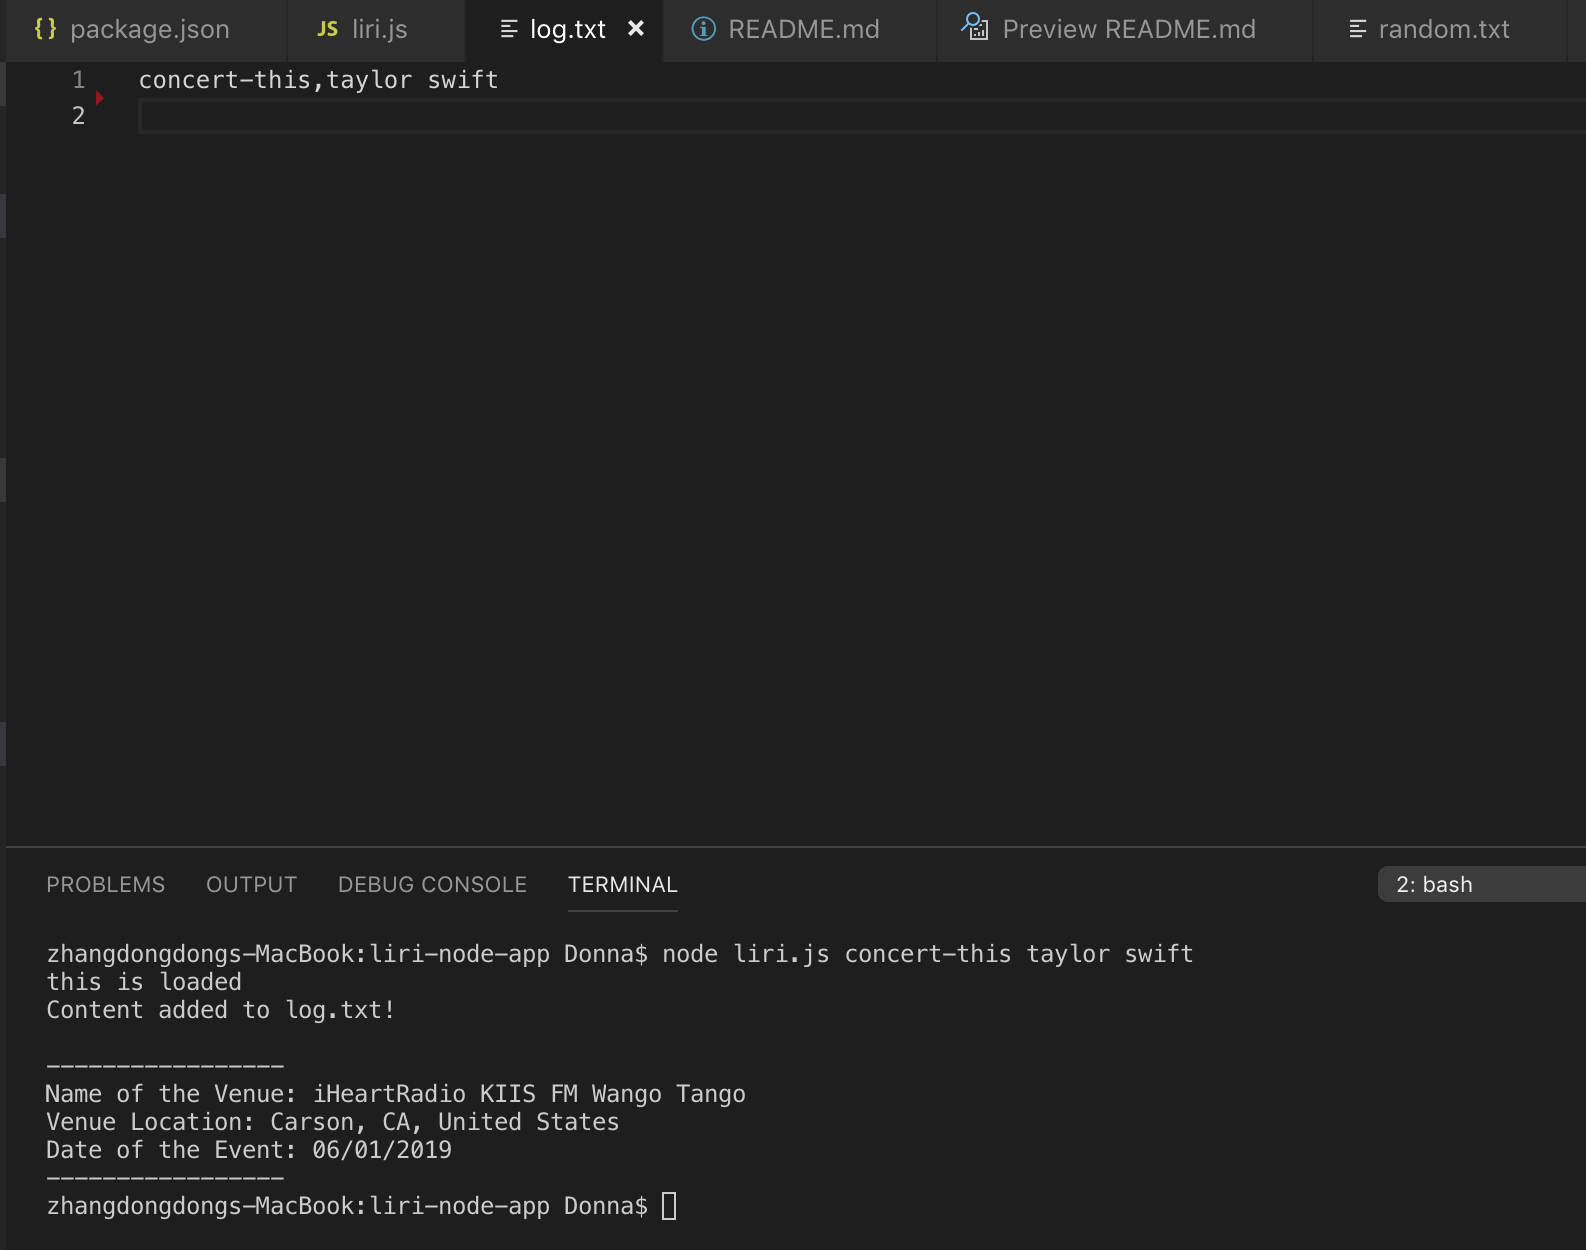 {} package.json JS liri.js log.txt × README.md Preview README.md random.txt
1 concert-this,taylor swift
2
PROBLEMS OUTPUT DEBUG CONSOLE TERMINAL 2: bash
zhangdongdongs-MacBook:liri-node-app Donna$ node liri.js concert-this taylor swift
this is loaded
Content added to log.txt!
-----------------
Name of the Venue: iHeartRadio KIIS FM Wango Tango
Venue Location: Carson, CA, United States
Date of the Event: 06/01/2019
-----------------
zhangdongdongs-MacBook:liri-node-app Donna$